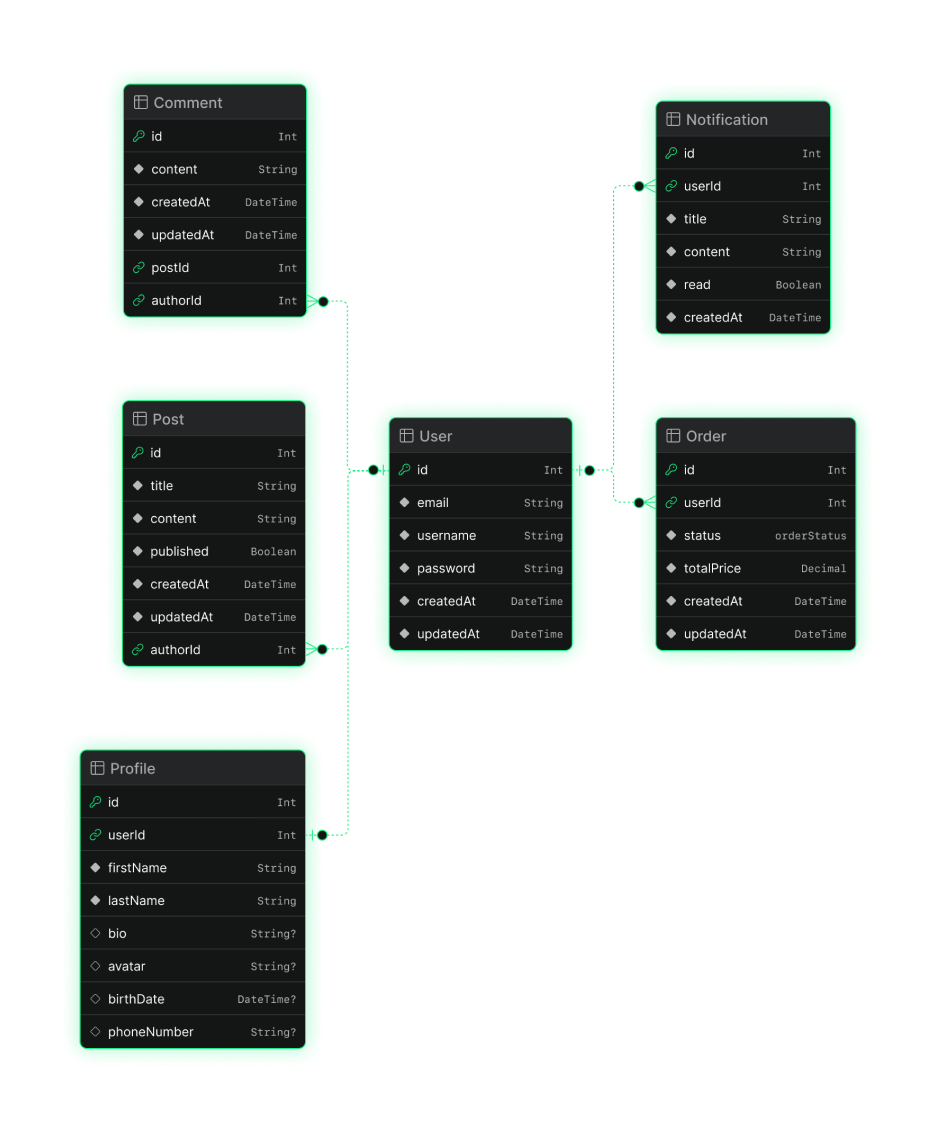 Comment
id Int
content String
createdAt DateTime
updatedAt DateTime
postId Int
authorId Int
Post
id Int
title String
content String
published Boolean
createdAt DateTime
updatedAt DateTime
authorId Int
Profile
id Int
userId Int
firstName String
lastName String
bio String?
avatar String?
birthDate DateTime?
phoneNumber String?
User
id Int
email String
username String
password String
createdAt DateTime
updatedAt DateTime
Notification
id Int
userId Int
title String
content String
read Boolean
createdAt DateTime
Order
id Int
userId Int
status orderStatus
totalPrice Decimal
createdAt DateTime
updatedAt DateTime